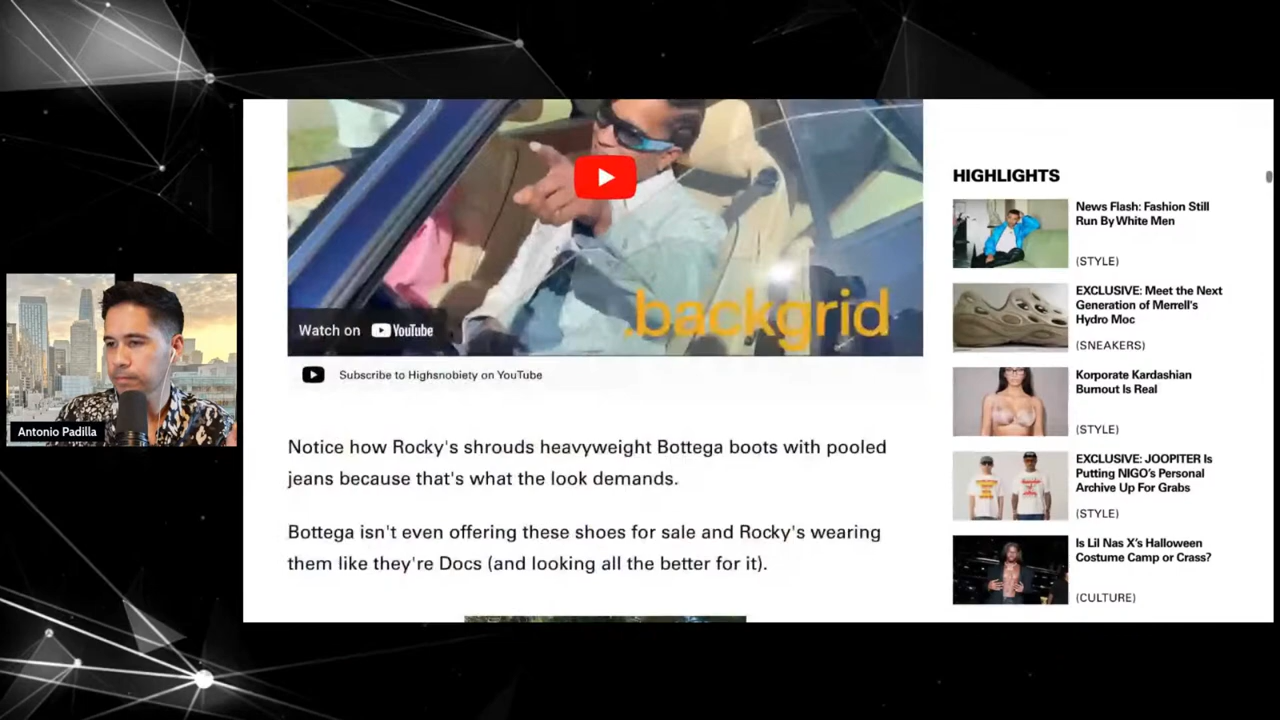 .backgrid
Watch on YouTube
Subscribe to Highsnobiety on YouTube
Notice how Rocky's shrouds heavyweight Bottega boots with pooled
jeans because that's what the look demands.
Bottega isn't even offering these shoes for sale and Rocky's wearing
them like they're Docs (and looking all the better for it).
HIGHLIGHTS
News Flash: Fashion Still
Run By White Men
(STYLE)
EXCLUSIVE: Meet the Next
Generation of Merrell's
Hydro Moc
(SNEAKERS)
Korporate Kardashian
Burnout Is Real
(STYLE)
EXCLUSIVE: JOOPITER Is
Putting NIGO’s Personal
Archive Up For Grabs
(STYLE)
Is Lil Nas X’s Halloween
Costume Camp or Crass?
(CULTURE)
Antonio Padilla